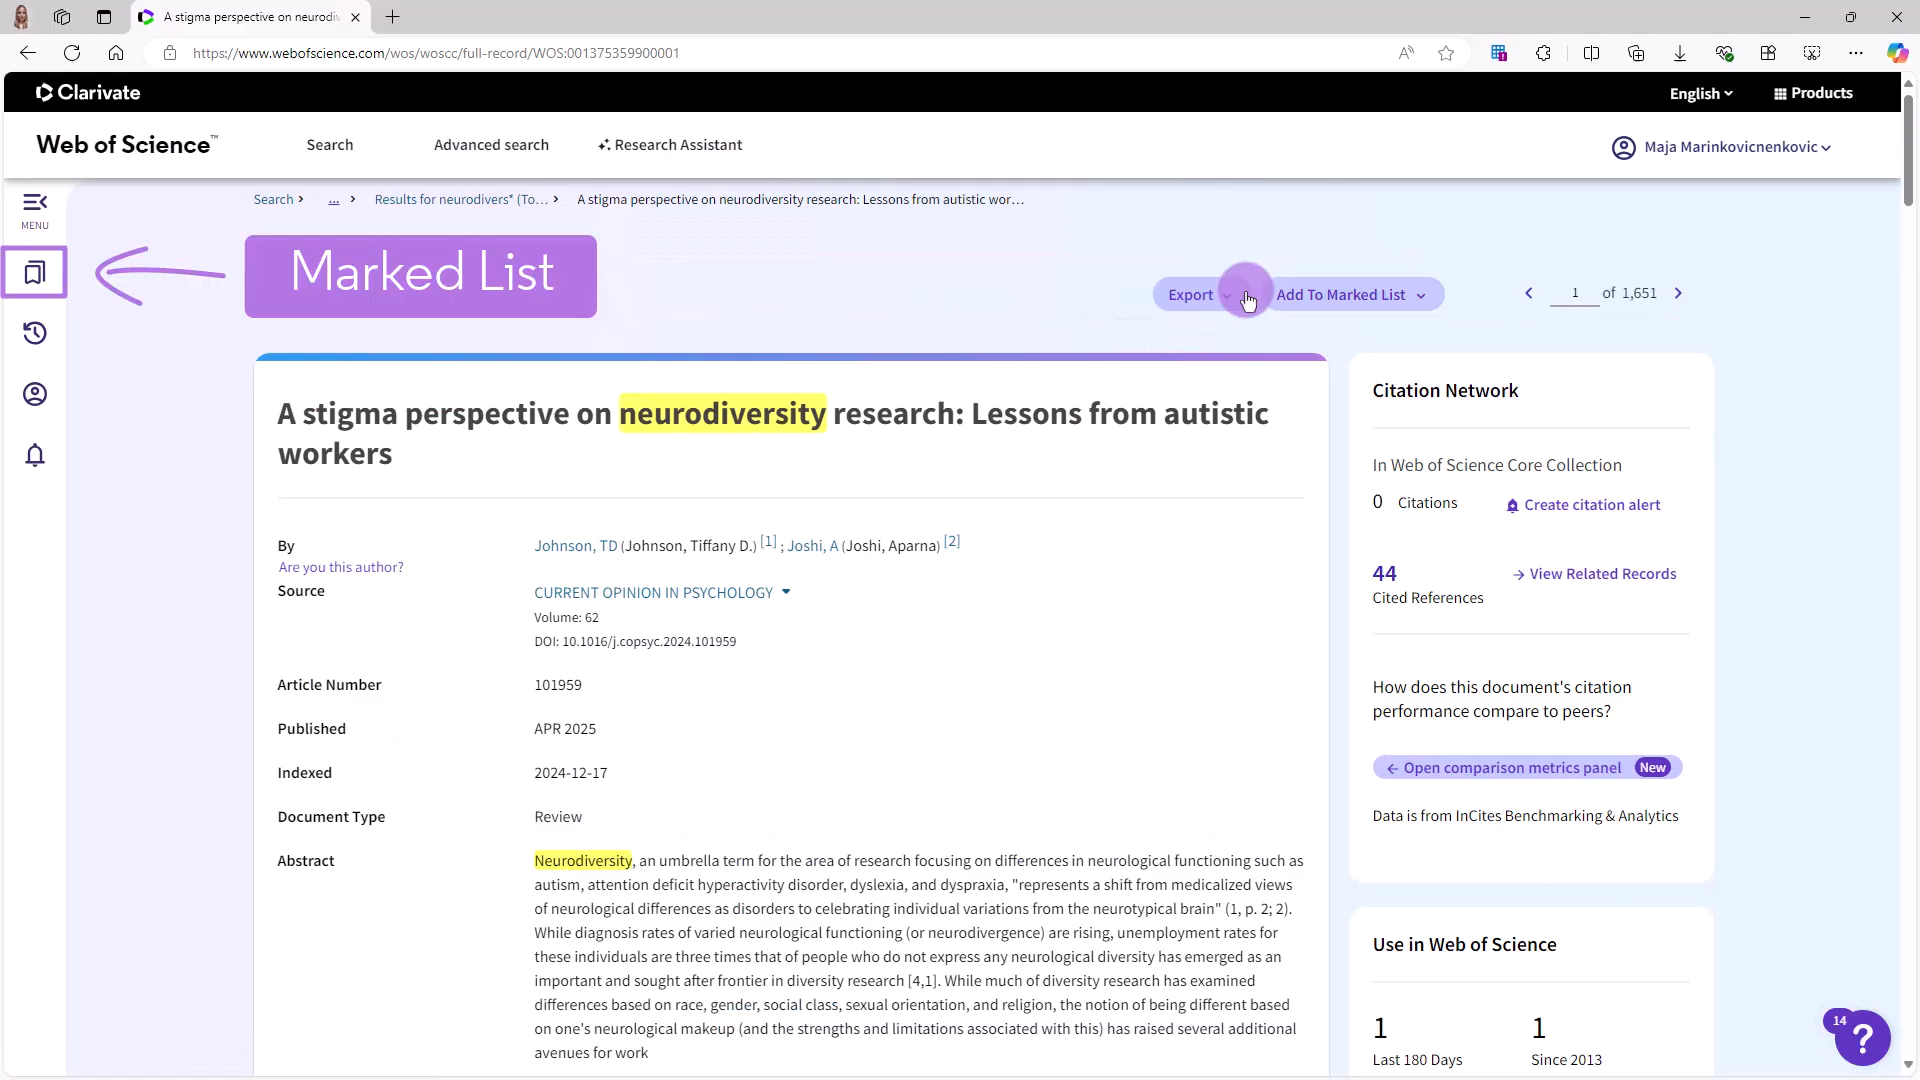 A stigma perspective on neurodiv
https://www.webofscience.com/wos/woscc/full-record/WOS:001375359900001
Clarivate
English
Products
Web of Science™
Search
Advanced search
Research Assistant
Maja Marinkovicnenkovic
MENU
Search > ... > Results for neurodivers* (To... > A stigma perspective on neurodiversity research: Lessons from autistic wor...
Marked List
Export
Add To Marked List
1 of 1,651
A stigma perspective on neurodiversity research: Lessons from autistic
workers
By
Johnson, TD (Johnson, Tiffany D.) [1] ; Joshi, A (Joshi, Aparna) [2]
Are you this author?
Source
CURRENT OPINION IN PSYCHOLOGY
Volume: 62
DOI: 10.1016/j.copsyc.2024.101959
Article Number
101959
Published
APR 2025
Indexed
2024-12-17
Document Type
Review
Abstract
Neurodiversity, an umbrella term for the area of research focusing on differences in neurological functioning such as
autism, attention deficit hyperactivity disorder, dyslexia, and dyspraxia, "represents a shift from medicalized views
of neurological differences as disorders to celebrating individual variations from the neurotypical brain" (1, p. 2; 2).
While diagnosis rates of varied neurological functioning (or neurodivergence) are rising, unemployment rates for
these individuals are three times that of people who do not express any neurological diversity has emerged as an
important and sought after frontier in diversity research [4,1]. While much of diversity research has examined
differences based on race, gender, social class, sexual orientation, and religion, the notion of being different based
on one's neurological makeup (and the strengths and limitations associated with this) has raised several additional
avenues for work
Citation Network
In Web of Science Core Collection
0 Citations
Create citation alert
44
Cited References
View Related Records
How does this document's citation
performance compare to peers?
Open comparison metrics panel New
Data is from InCites Benchmarking & Analytics
Use in Web of Science
1
Last 180 Days
1
Since 2013
14
?